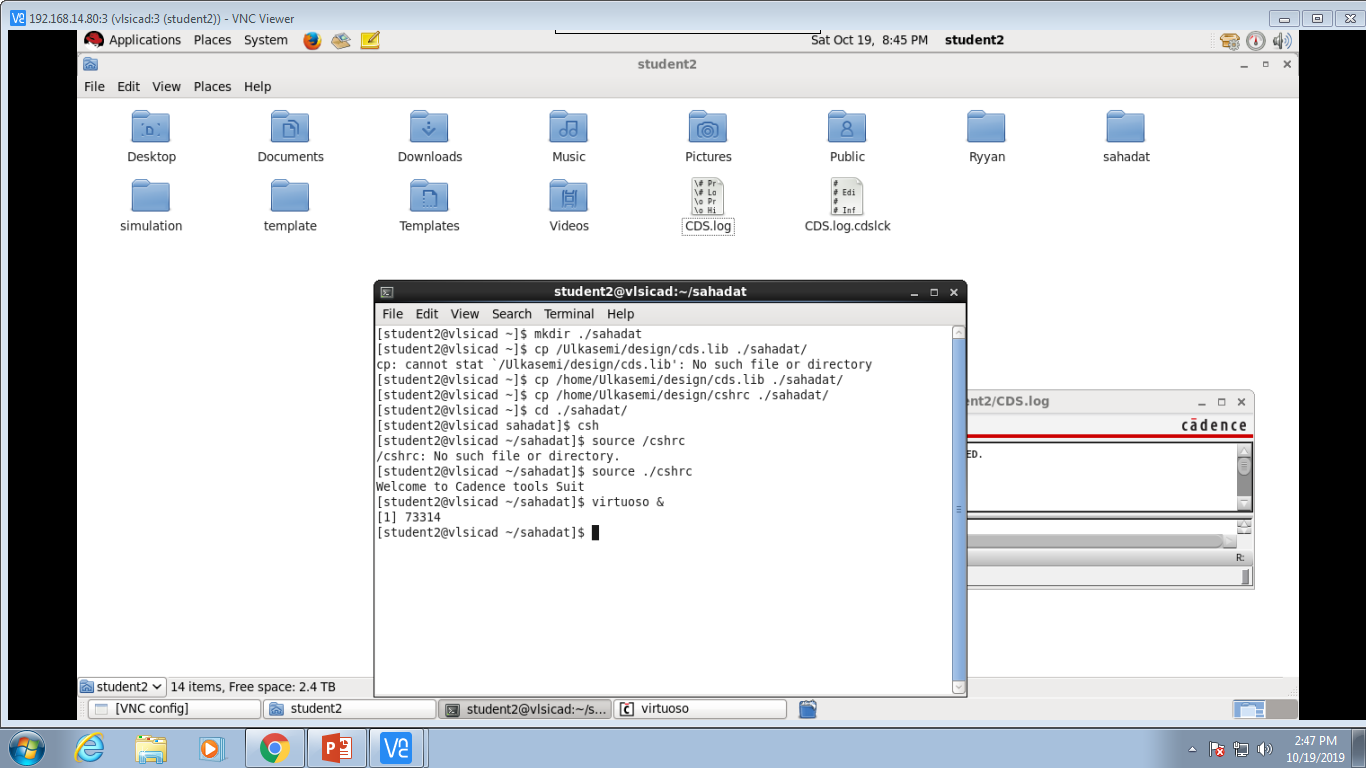 192.168.14.80:3 (vlsicad:3 (student2)) - VNC Viewer
Applications Places System Sat Oct 19, 8:45 PM student2
student2
File Edit View Places Help
Desktop Documents Downloads Music Pictures Public Ryyan sahadat
simulation template Templates Videos CDS.log CDS.log.cdslck
student2@vlsicad:~/sahadat
File Edit View Search Terminal Help
[student2@vlsicad ~]$ mkdir ./sahadat
[student2@vlsicad ~]$ cp /Ulkasemi/design/cds.lib ./sahadat/
cp: cannot stat `/Ulkasemi/design/cds.lib': No such file or directory
[student2@vlsicad ~]$ cp /home/Ulkasemi/design/cds.lib ./sahadat/
[student2@vlsicad ~]$ cp /home/Ulkasemi/design/cshrc ./sahadat/
[student2@vlsicad ~]$ cd ./sahadat/
[student2@vlsicad sahadat]$ csh
[student2@vlsicad ~/sahadat]$ source /cshrc
/cshrc: No such file or directory.
[student2@vlsicad ~/sahadat]$ source ./cshrc
Welcome to Cadence tools Suit
[student2@vlsicad ~/sahadat]$ virtuoso &
[1] 73314
[student2@vlsicad ~/sahadat]$
ent2/CDS.log
cādence
ED.
R:
student2 14 items, Free space: 2.4 TB
[VNC config] student2 student2@vlsicad:~/s... virtuoso
2:47 PM
10/19/2019